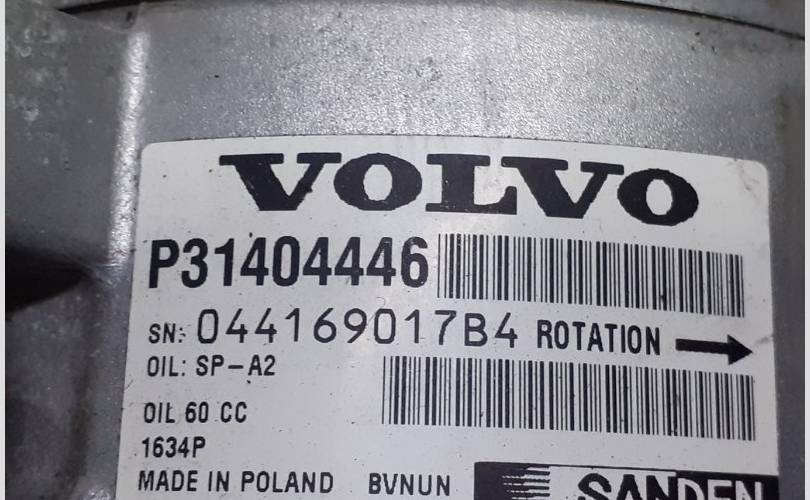 VOLVO
P31404446
SN: 044169017B4 ROTATION
OIL: SP-A2
OIL 60 CC
1634P
MADE IN POLAND BVNUN
SANDEN